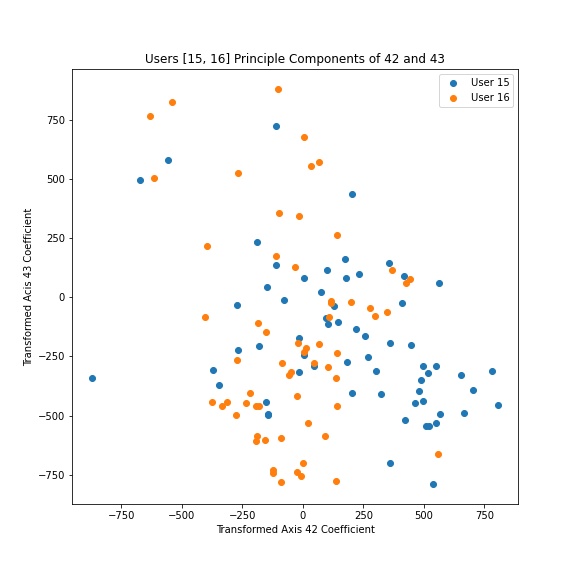 Users [15, 16] Principle Components of 42 and 43
User 15
User 16
750
500
250
0
−250
−500
−750
Transformed Acis 43 Coefficient
−750
−500
−250
0
250
500
750
Transformed Axis 42 Coefficient